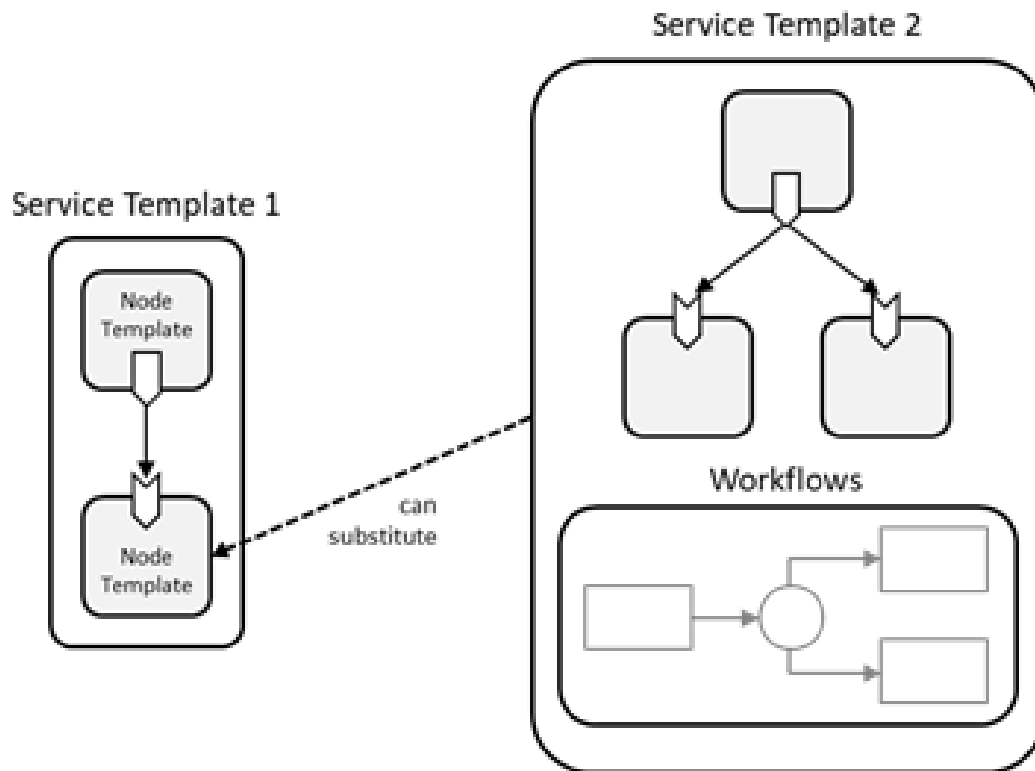 Service Template 2
Service Template 1
Node
Template
Node
Template
can
substitute
Workflows